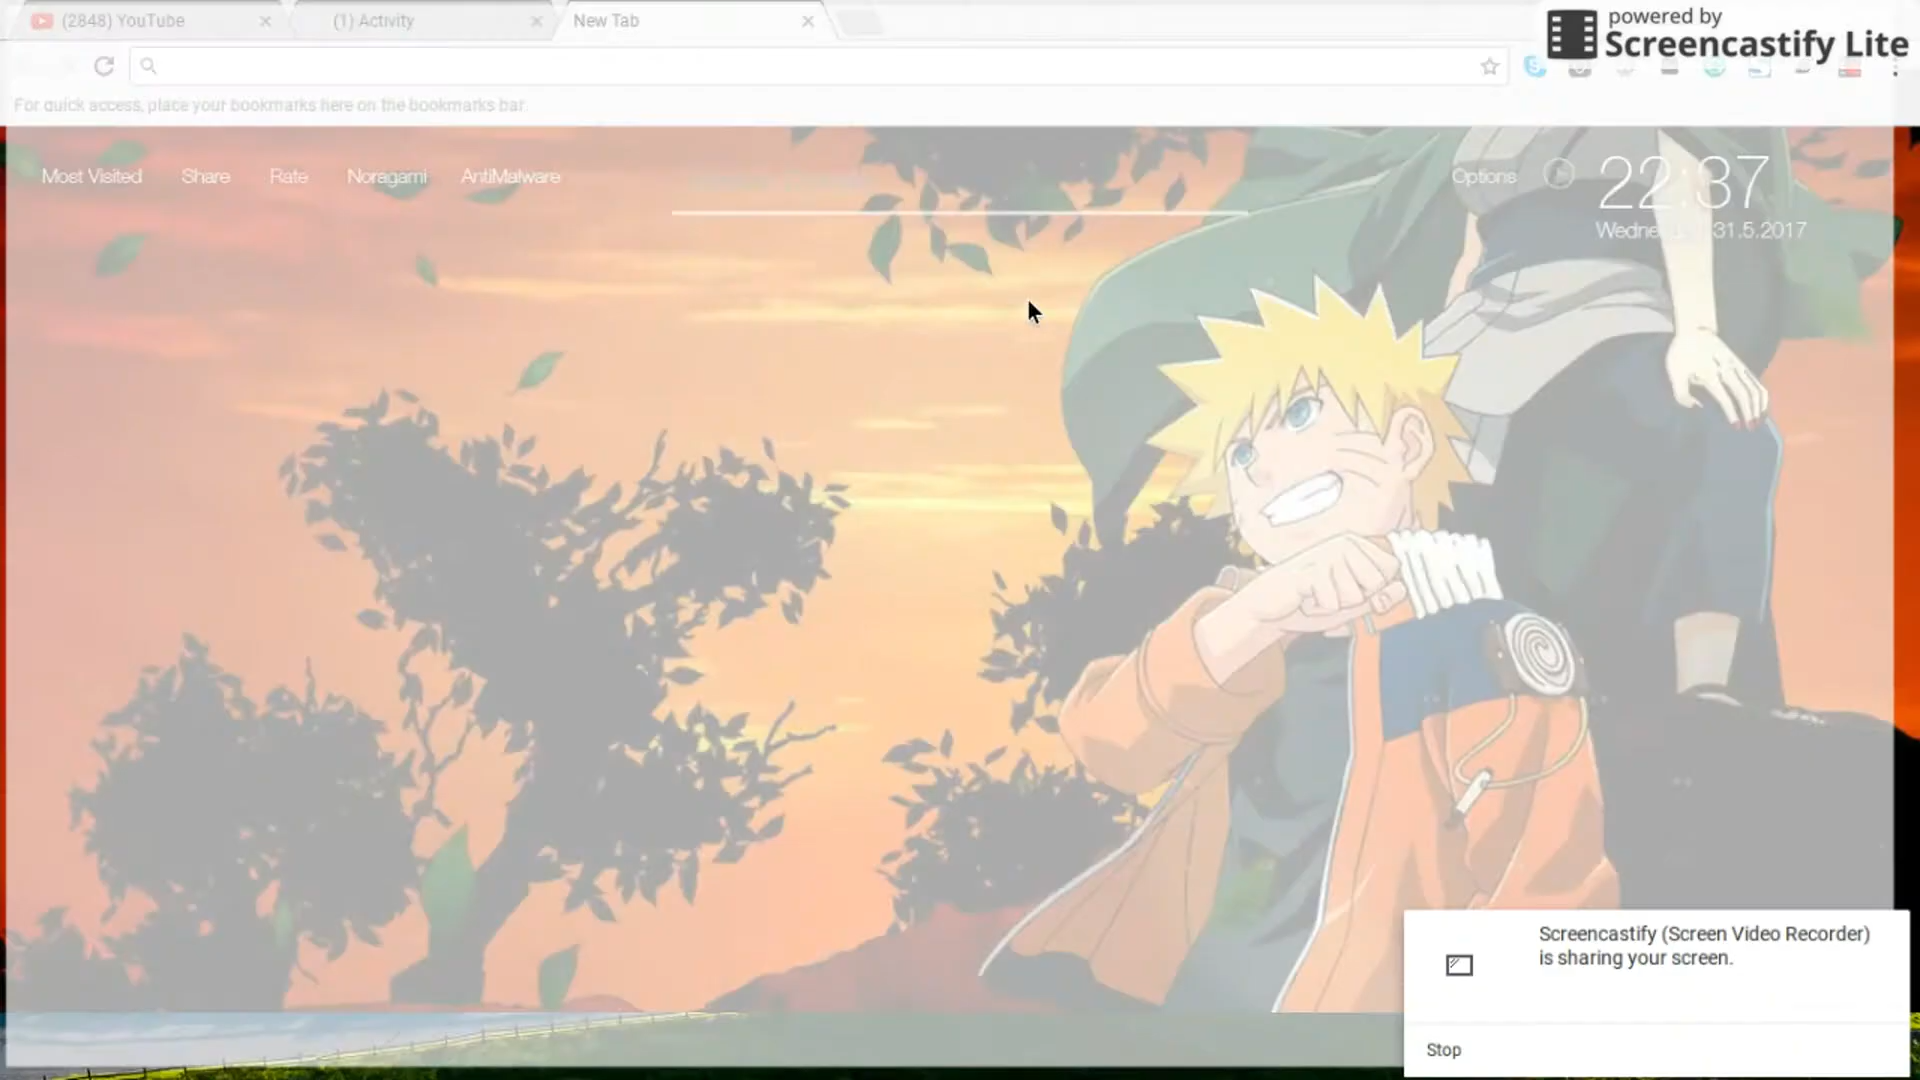 (2848) YouTube
(1) Activity
New Tab
powered by
Screencastify Lite
For quick access, place your bookmarks here on the bookmarks bar.
Most Visited
Share
Rate
Noragami
AntiMalware
Options
22:37
31.5.2017
Screencastify (Screen Video Recorder)
is sharing your screen.
Stop